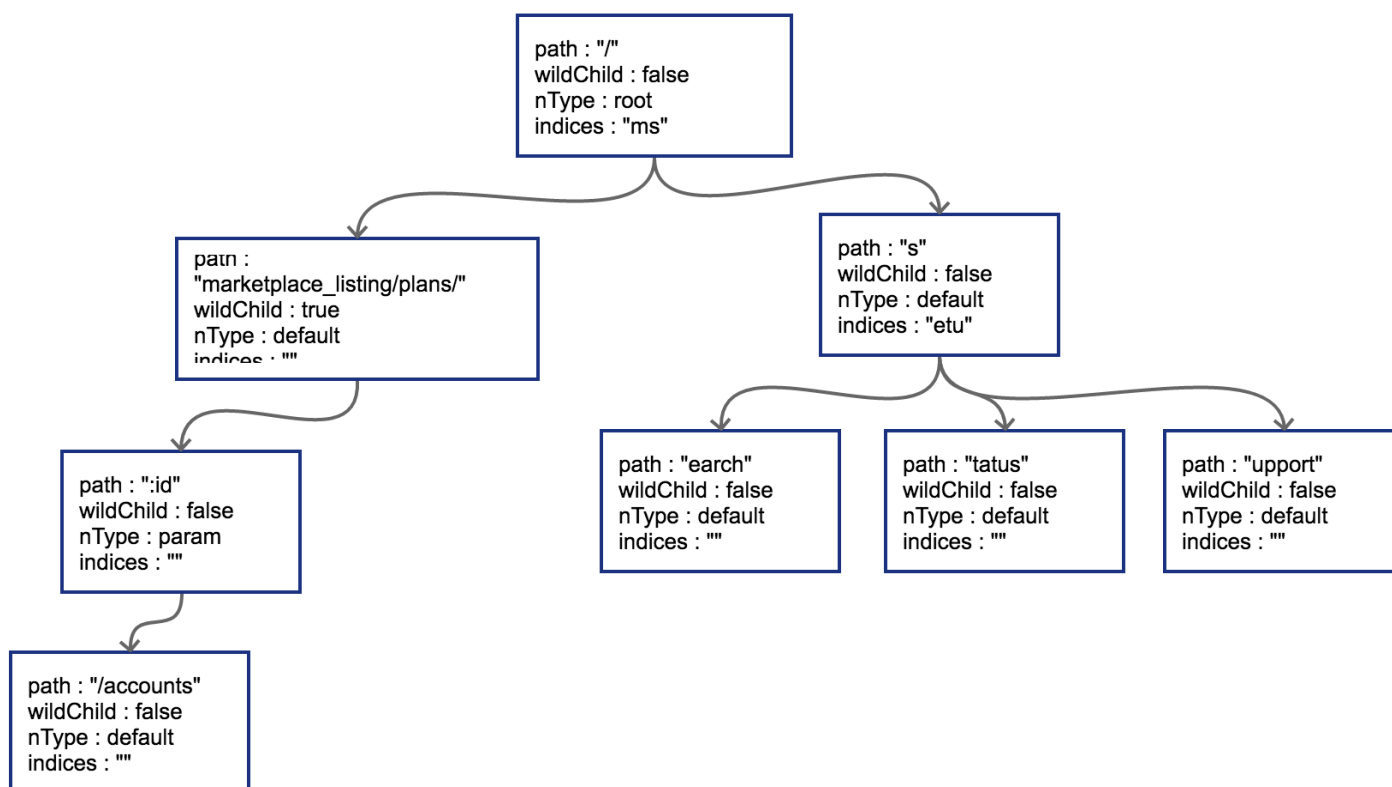 path : "/"
wildChild : false
nType : root
indices : "ms"
path :
"marketplace_listing/plans/"
wildChild : true
nType : default
indices : ""
path : "s"
wildChild : false
nType : default
indices : "etu"
path : ":id"
wildChild : false
nType : param
indices : ""
path : "earch"
wildChild : false
nType : default
indices : ""
path : "tatus"
wildChild : false
nType : default
indices : ""
path : "upport"
wildChild : false
nType : default
indices : ""
path : "/accounts"
wildChild : false
nType : default
indices : ""